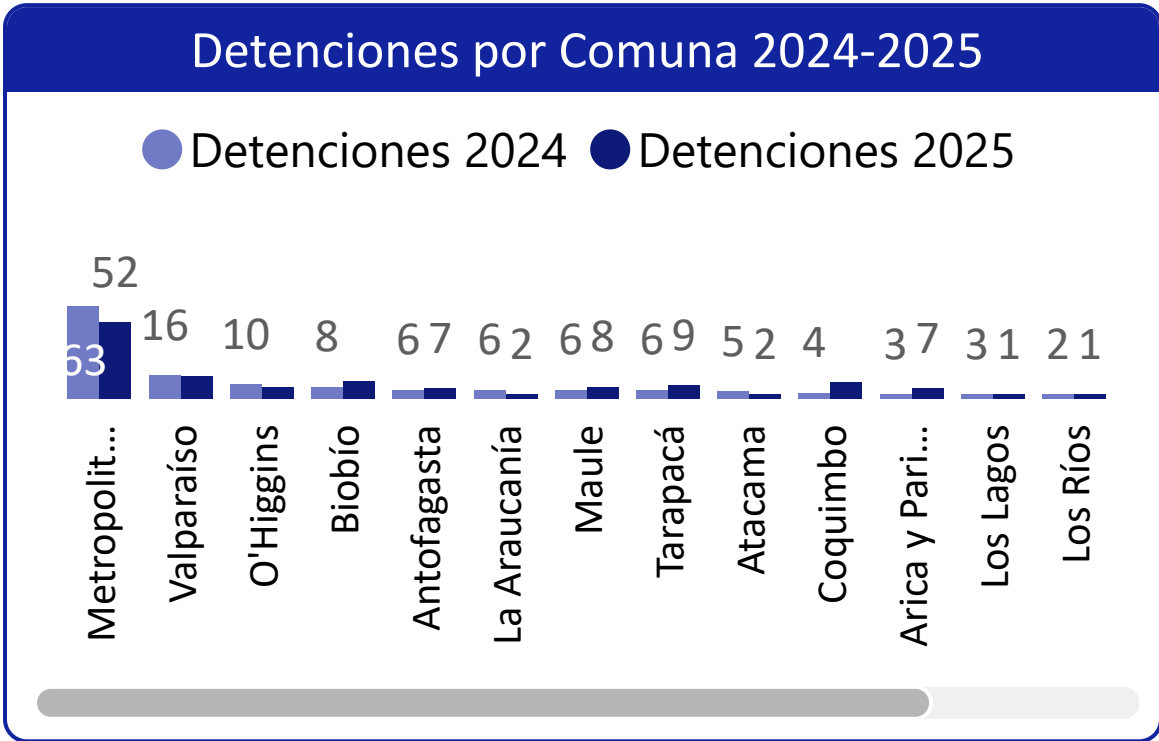 Detenciones por Comuna 2024-2025
Detenciones 2024 Detenciones 2025
63 52 16 10 8 6 7 6 2 6 8 6 9 5 2 4 3 7 3 1 2 1
Metropolit...
Valparaíso
O'Higgins
Biobío
Antofagasta
La Araucanía
Maule
Tarapacá
Atacama
Coquimbo
Arica y Pari...
Los Lagos
Los Ríos